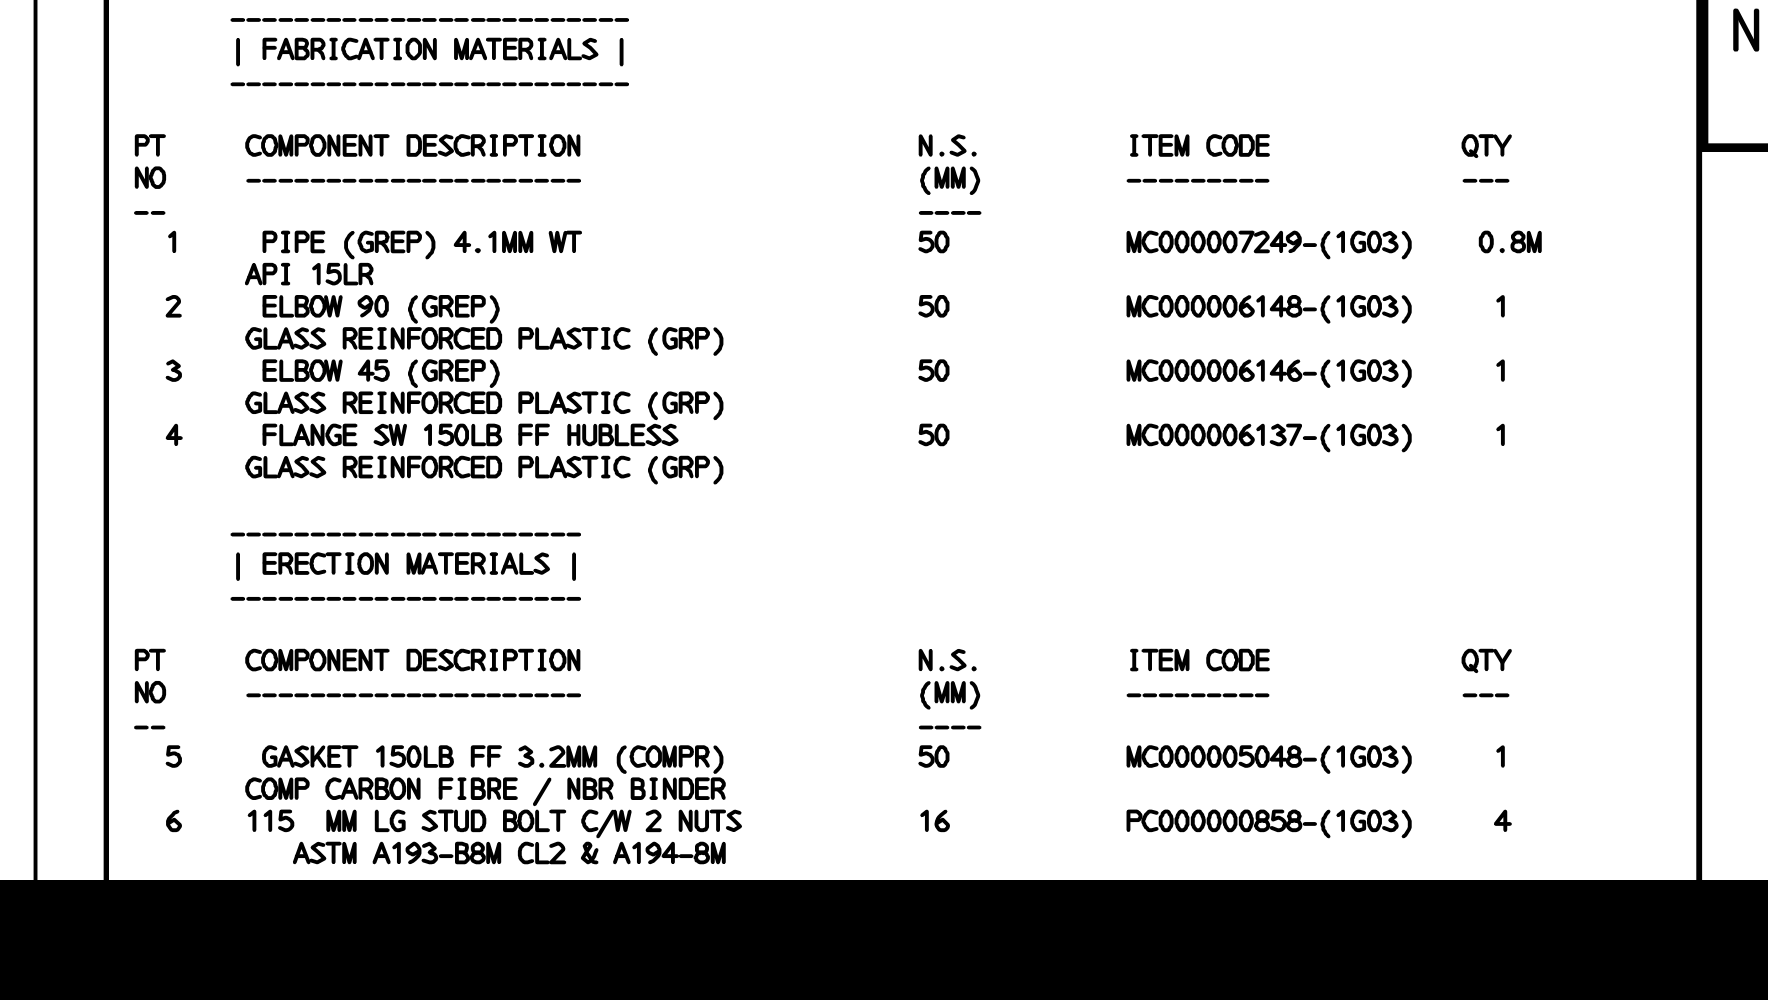 N
------------------------
| FABRICATION MATERIALS |
------------------------
PT COMPONENT DESCRIPTION N.S. ITEM CODE QTY
NO --------------------- (MM) --------- ---
-- ----
1 PIPE (GREP) 4.1MM WT 50 MC000007249-(1G03) 0.8M
API 15LR
2 ELBOW 90 (GREP) 50 MC000006148-(1G03) 1
GLASS REINFORCED PLASTIC (GRP)
3 ELBOW 45 (GREP) 50 MC000006146-(1G03) 1
GLASS REINFORCED PLASTIC (GRP)
4 FLANGE SW 150LB FF HUBLESS 50 MC000006137-(1G03) 1
GLASS REINFORCED PLASTIC (GRP)
----------------------
| ERECTION MATERIALS |
----------------------
PT COMPONENT DESCRIPTION N.S. ITEM CODE QTY
NO --------------------- (MM) --------- ---
-- ----
5 GASKET 150LB FF 3.2MM (COMPR) 50 MC000005048-(1G03) 1
COMP CARBON FIBRE / NBR BINDER
6 115 MM LG STUD BOLT C/W 2 NUTS 16 PC000000858-(1G03) 4
ASTM A193-B8M CL2 & A194-8M